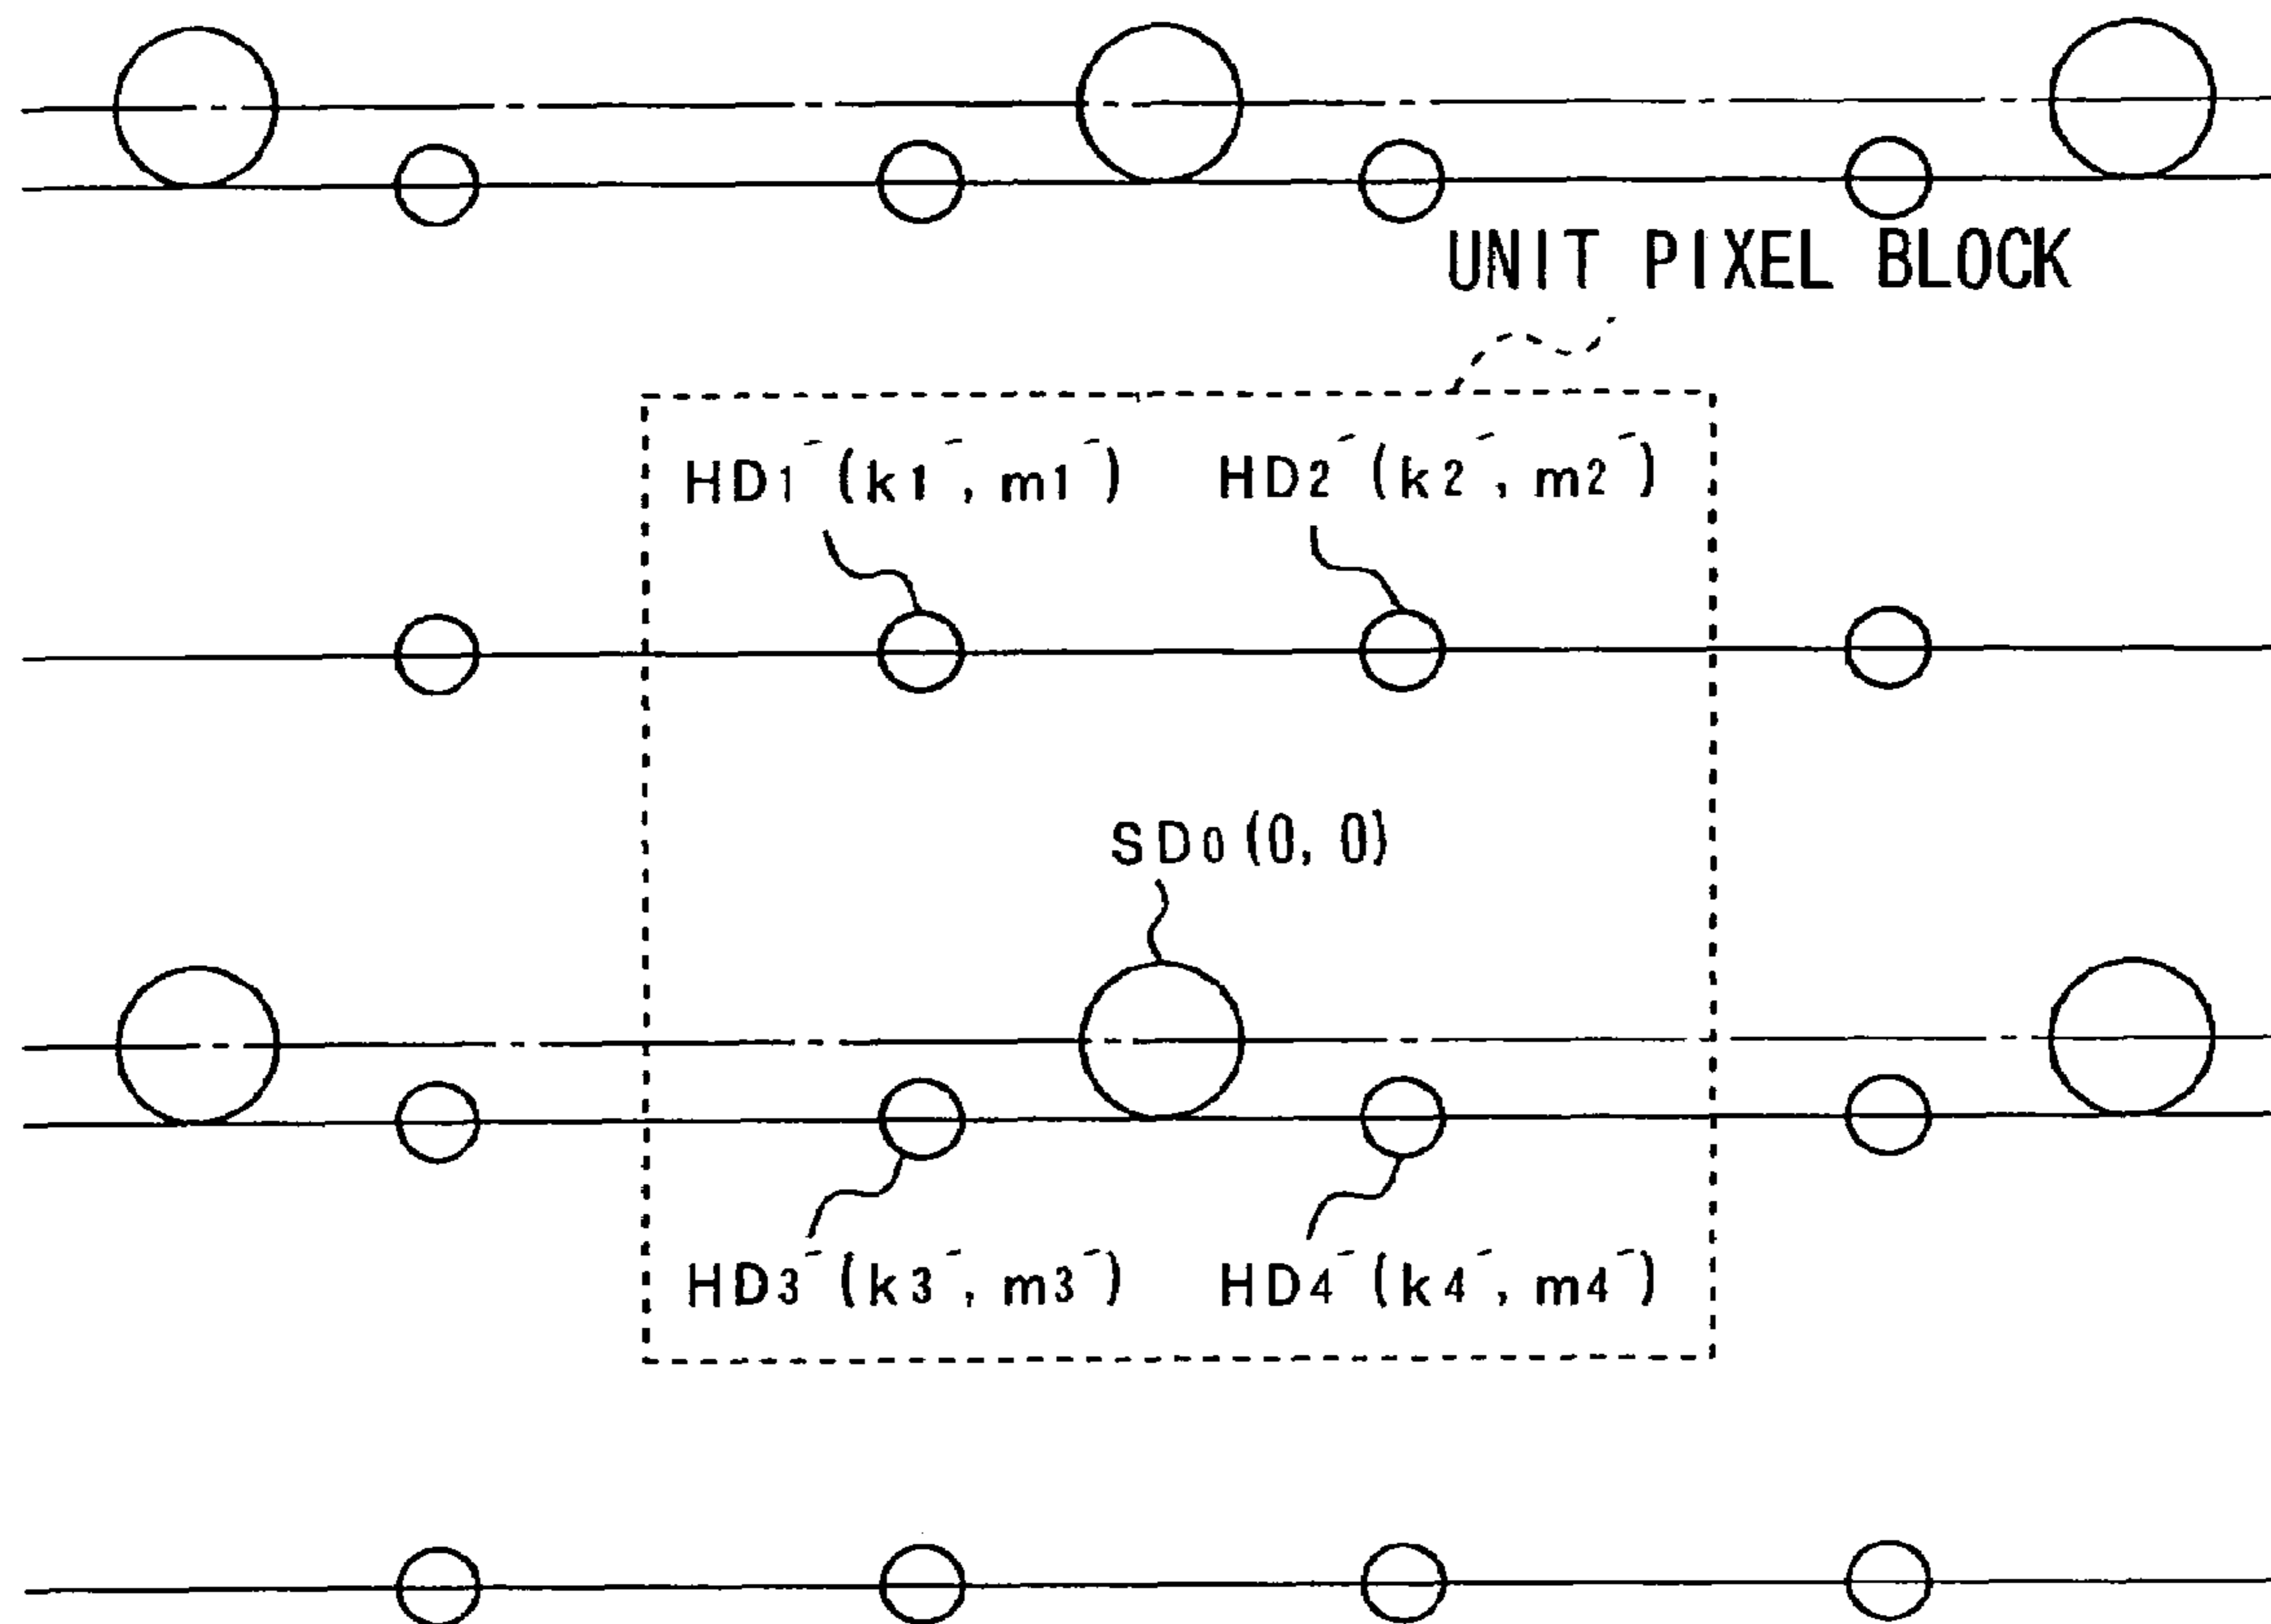 UNIT PIXEL BLOCK
HD1´(k1´, m1´) HD2´(k2´, m2´)
SD0(0, 0)
HD3´(k3´, m3´) HD4´(k4´, m4´)